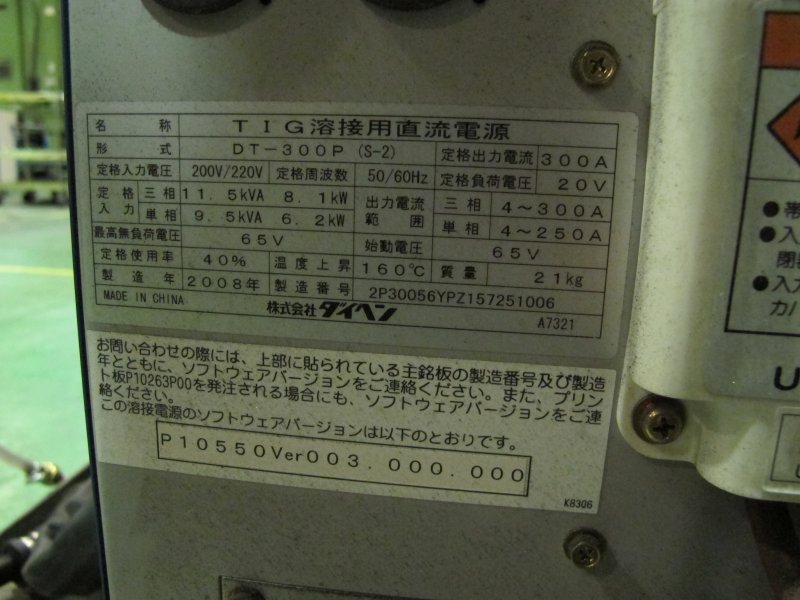 名称 TIG溶接用直流電源
形式 DT-300P (S-2) 定格出力電流 300A
定格入力電圧 200V/220V 定格周波数 50/60Hz 定格負荷電圧 20V
定格入力 三相 11.5kVA 8.1kW 出力電流範囲 三相 4～300A
単相 9.5kVA 6.2kW 単相 4～250A
最高無負荷電圧 65V 始動電圧 65V
定格使用率 40% 温度上昇 160℃ 質量 21kg
製造年 2008年 製造番号 2P30056YPZ157251006
MADE IN CHINA 株式会社ダイヘン A7321
お問い合わせの際には、上部に貼られている主銘板の製造番号及び製造
年とともに、ソフトウェアバージョンをご連絡ください。また、プリン
ト板P10263P00を発注される場合にも、ソフトウェアバージョンをご連
絡ください。
この溶接電源のソフトウェアバージョンは以下のとおりです。
P10550Ver003.000.000
K8306
●帯
●入
閉
●入力
カバ
U